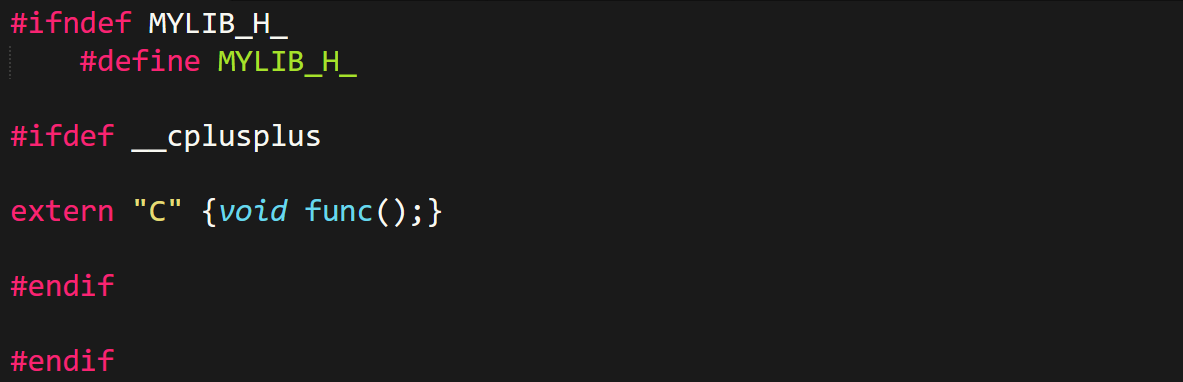 #ifndef MYLIB_H_
    #define MYLIB_H_
#ifdef __cplusplus
extern "C" {void func();}
#endif
#endif